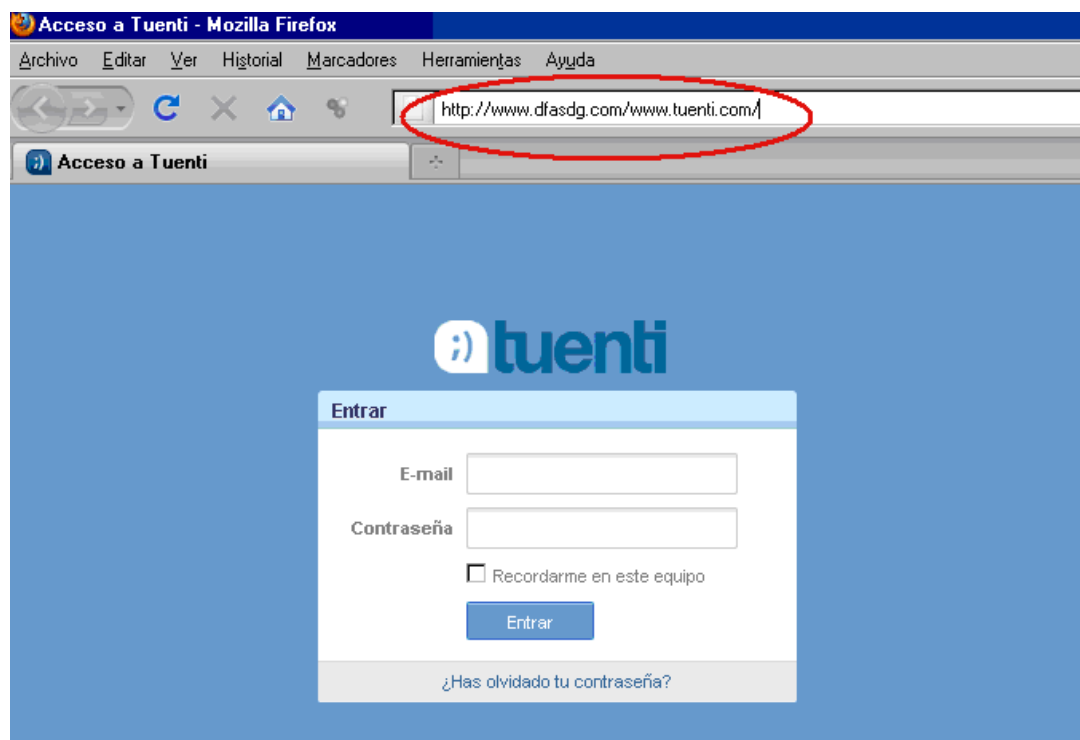 Acceso a Tuenti - Mozilla Firefox
Archivo Editar Ver Historial Marcadores Herramientas Ayuda
http://www.dfasdg.com/www.tuenti.com/
;) Acceso a Tuenti
;) tuenti
Entrar
E-mail
Contraseña
Recordarme en este equipo
Entrar
¿Has olvidado tu contraseña?